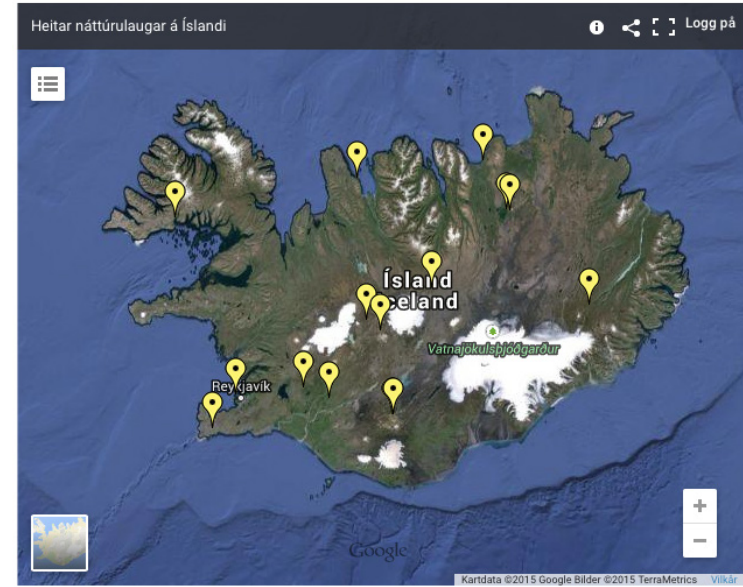 Heitar náttúrulaugar á Íslandi
Logg på
Ísland
Iceland
Vatnajökulsþjóðgarður
Reykjavík
Google
Kartdata ©2015 Google Bilder ©2015 TerraMetrics Vilkår